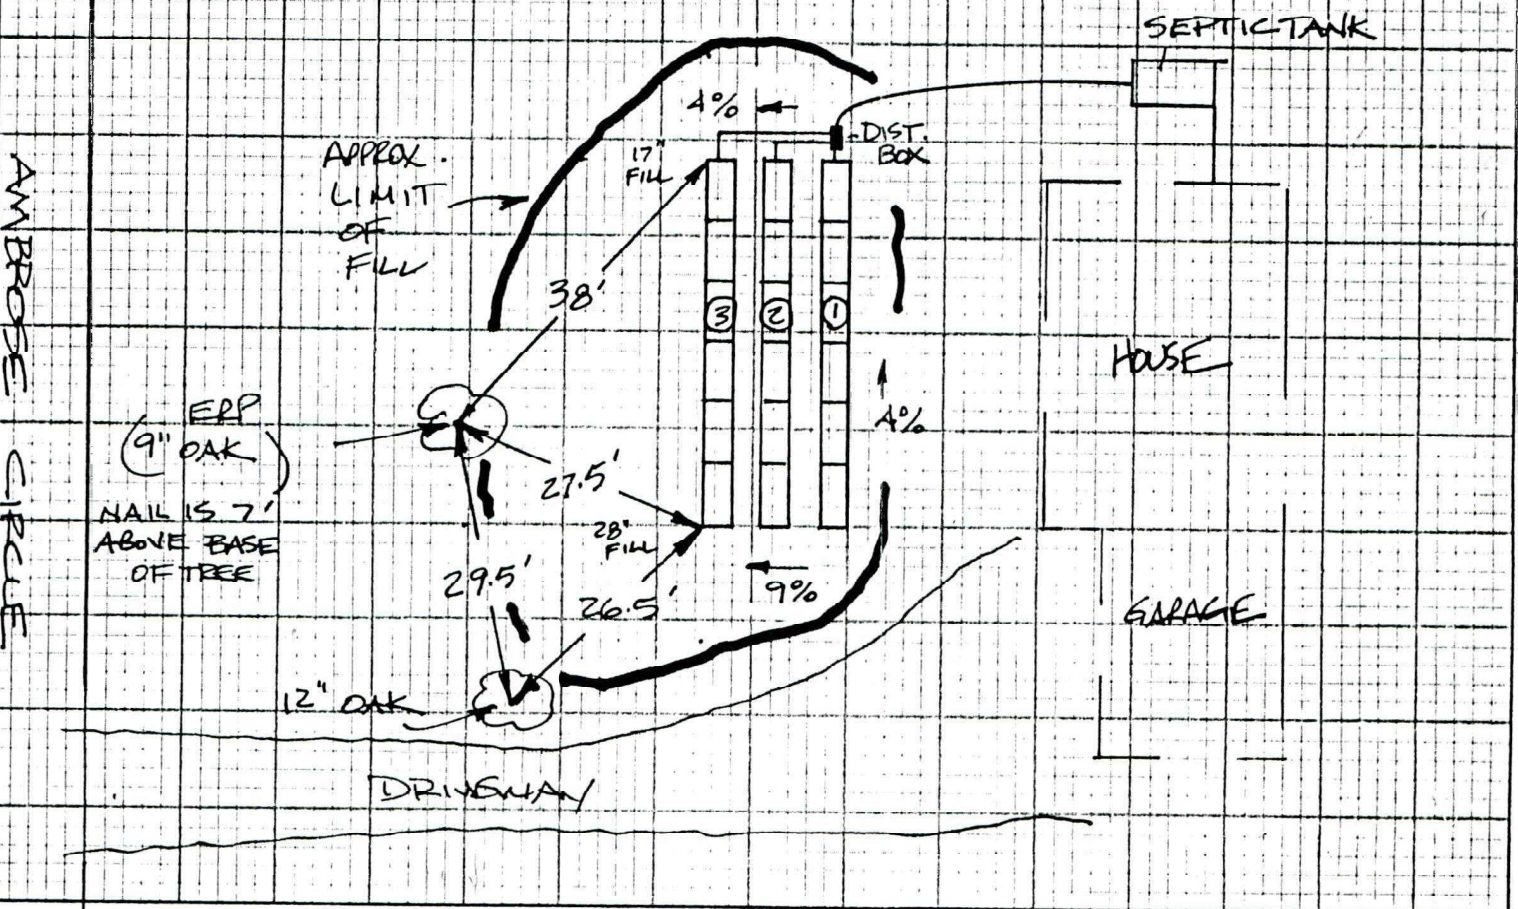 SEPTIC TANK
4%
DIST.
BOX
17"
FILL
APPROX.
LIMIT
OF
FILL
38'
3
2
1
HOUSE
4%
ERP
(9" OAK)
NAIL IS 7'
ABOVE BASE
OF TREE
27.5'
28"
FILL
29.5'
26.5'
9%
GARAGE
12" OAK
DRIVEWAY
AMBROSE CIRCLE